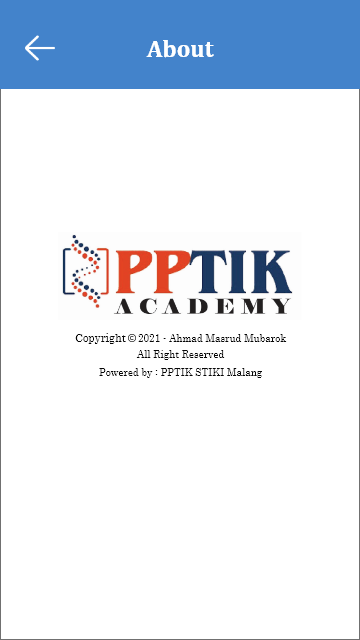 About
PPTIK
ACADEMY
Copyright © 2021 - Ahmad Masrud Mubarok
All Right Reserved
Powered by : PPTIK STIKI Malang